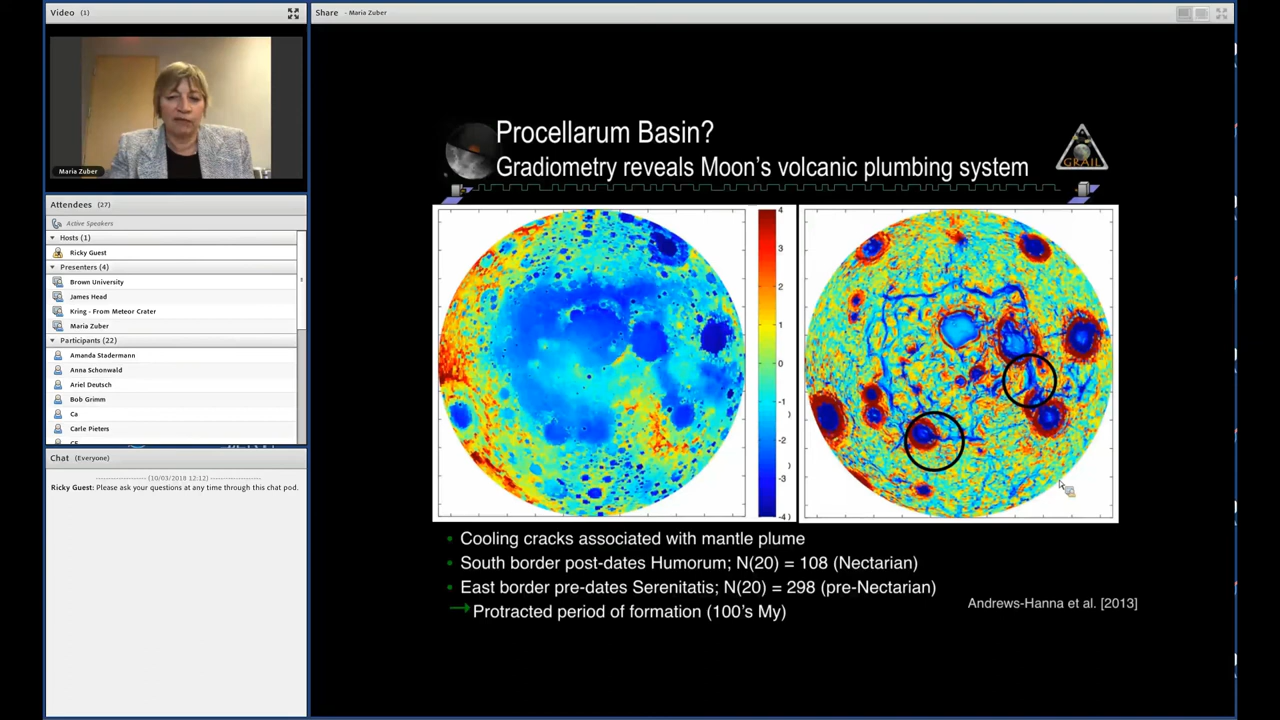 Video (1)
Maria Zuber
Attendees (27)
Active Speakers
Hosts (1)
Ricky Guest
Presenters (4)
Brown University
James Head
Kring - From Meteor Crater
Maria Zuber
Participants (22)
Amanda Stadermann
Anna Schonwald
Ariel Deutsch
Bob Grimm
Ca
Carle Pieters
Chat (Everyone)
(10/03/2018 12:12)
Ricky Guest: Please ask your questions at any time through this chat pod.
Share - Maria Zuber
Procellarum Basin?
Gradiometry reveals Moon's volcanic plumbing system
GRAIL
4
3
2
1
0
-1
-2
-3
-4
• Cooling cracks associated with mantle plume
• South border post-dates Humorum; N(20) = 108 (Nectarian)
• East border pre-dates Serenitatis; N(20) = 298 (pre-Nectarian)
→ Protracted period of formation (100's My)
Andrews-Hanna et al. [2013]